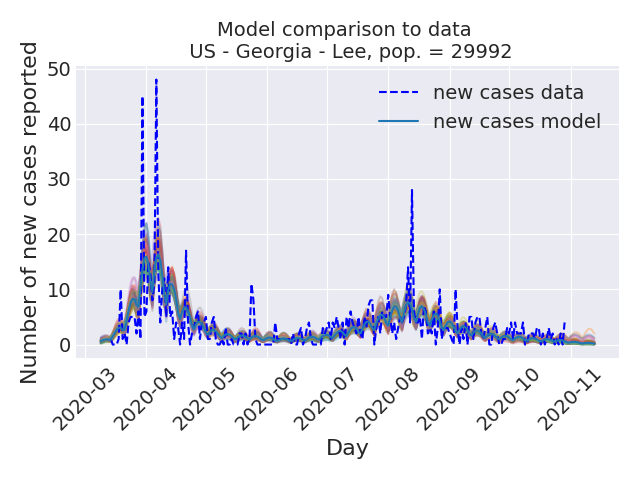 Model comparison to data
US - Georgia - Lee, pop. = 29992
Number of new cases reported
50
40
30
20
10
0
new cases data
new cases model
2020-03
2020-04
2020-05
2020-06
2020-07
2020-08
2020-09
2020-10
2020-11
Day